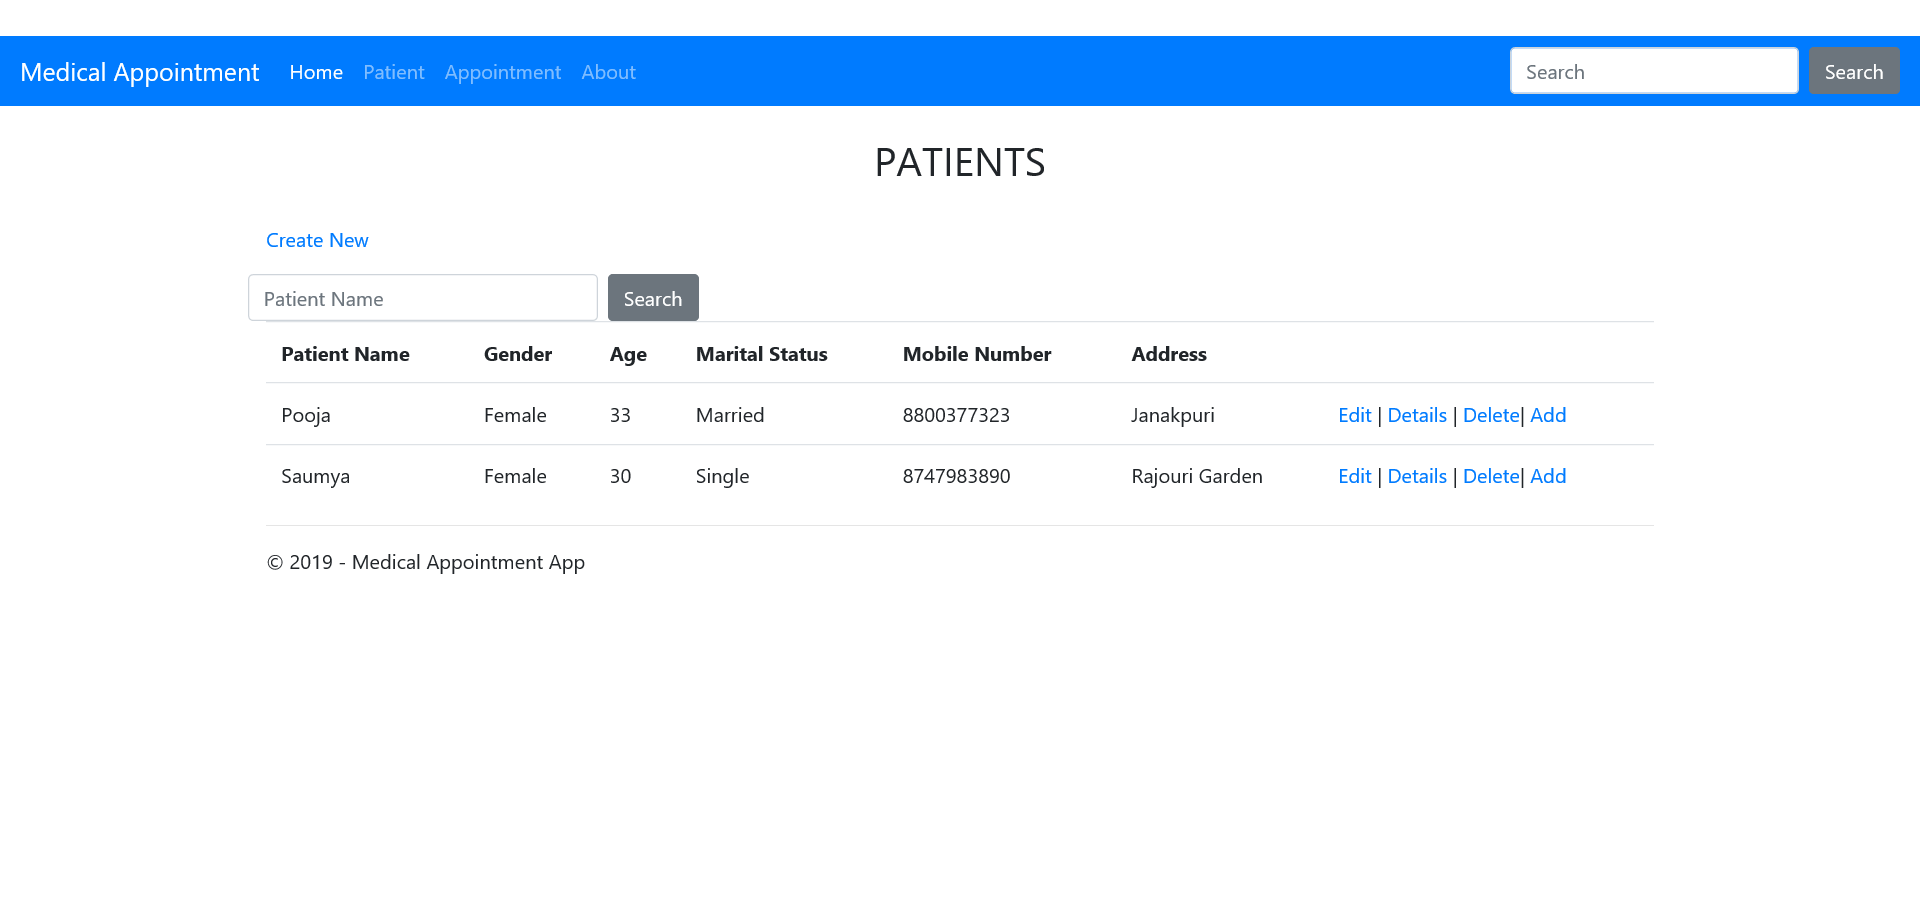 Medical Appointment Home Patient Appointment About Search Search
PATIENTS
Create New
Patient Name Search
Patient Name Gender Age Marital Status Mobile Number Address
Pooja Female 33 Married 8800377323 Janakpuri Edit | Details | Delete| Add
Saumya Female 30 Single 8747983890 Rajouri Garden Edit | Details | Delete| Add
© 2019 - Medical Appointment App